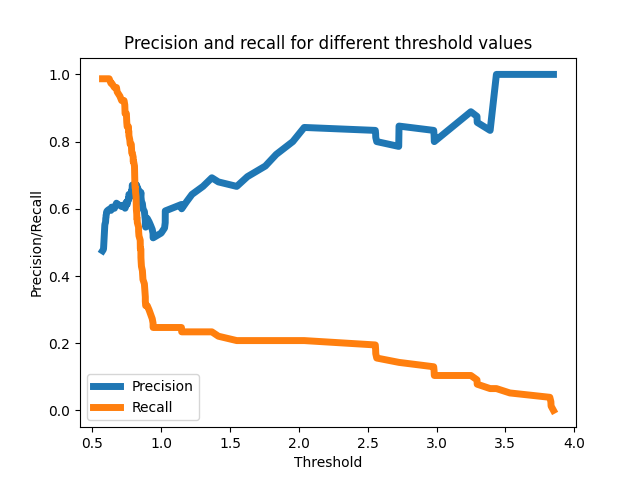 Precision and recall for different threshold values
1.0
0.8
0.6
0.4
0.2
0.0
Precision/Recall
Precision
Recall
0.5 1.0 1.5 2.0 2.5 3.0 3.5 4.0
Threshold